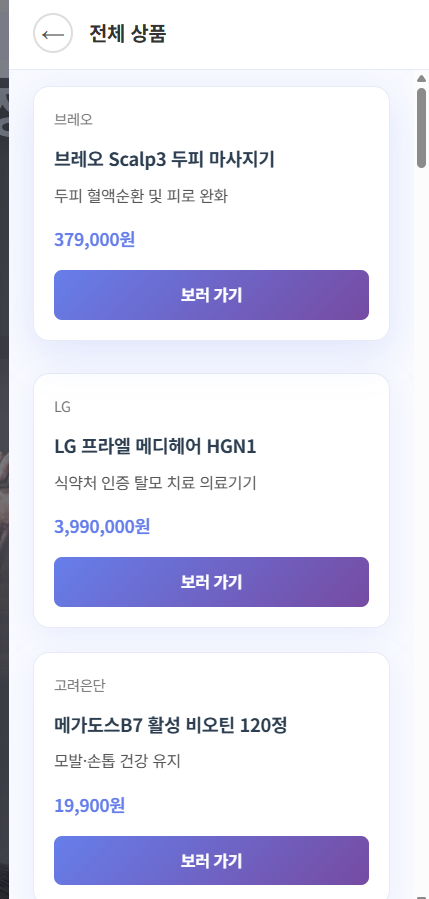 전체 상품
브레오
브레오 Scalp3 두피 마사지기
두피 혈액순환 및 피로 완화
379,000원
보러 가기
LG
LG 프라엘 메디헤어 HGN1
식약처 인증 탈모 치료 의료기기
3,990,000원
보러 가기
고려은단
메가도스B7 활성 비오틴 120정
모발·손톱 건강 유지
19,900원
보러 가기